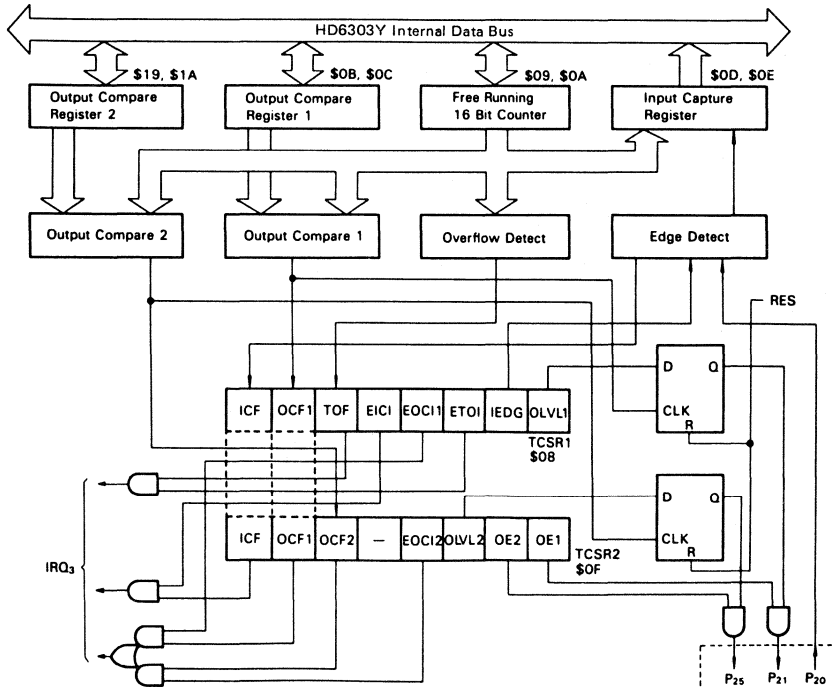 HD6303Y Internal Data Bus
$19, $1A
$0B, $0C
$09, $0A
$0D, $0E
Output Compare
Register 2
Output Compare
Register 1
Free Running
16 Bit Counter
Input Capture
Register
Output Compare 2
Output Compare 1
Overflow Detect
Edge Detect
RES
D
Q
CLK
R
ICF
OCF1
TOF
EICI
EOCI1
ETOI
IEDG
OLVL1
TCSR1
$08
D
Q
CLK
R
ICF
OCF1
OCF2
—
EOCI2
OLVL2
OE2
OE1
TCSR2
$0F
IRQ₃
P₂₅
P₂₁
P₂₀